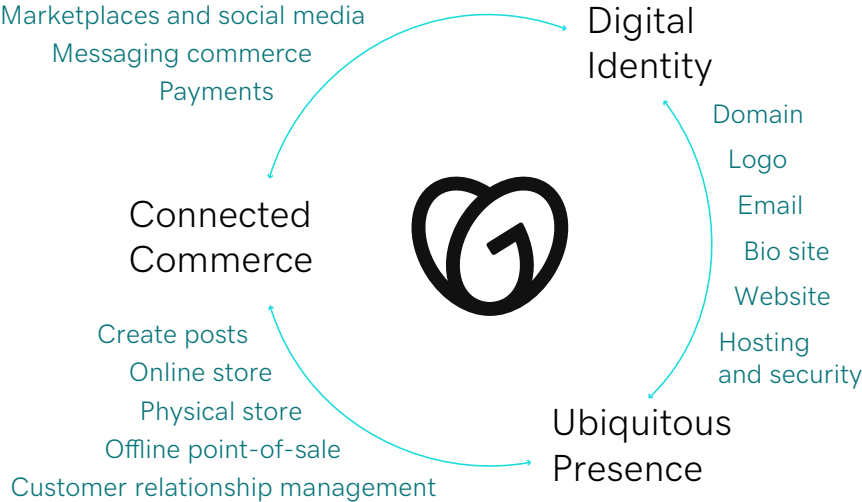 Marketplaces and social media
Messaging commerce
Payments
Digital
Identity
Domain
Logo
Email
Bio site
Website
Hosting
and security
Connected
Commerce
Create posts
Online store
Physical store
Offline point-of-sale
Customer relationship management
Ubiquitous
Presence